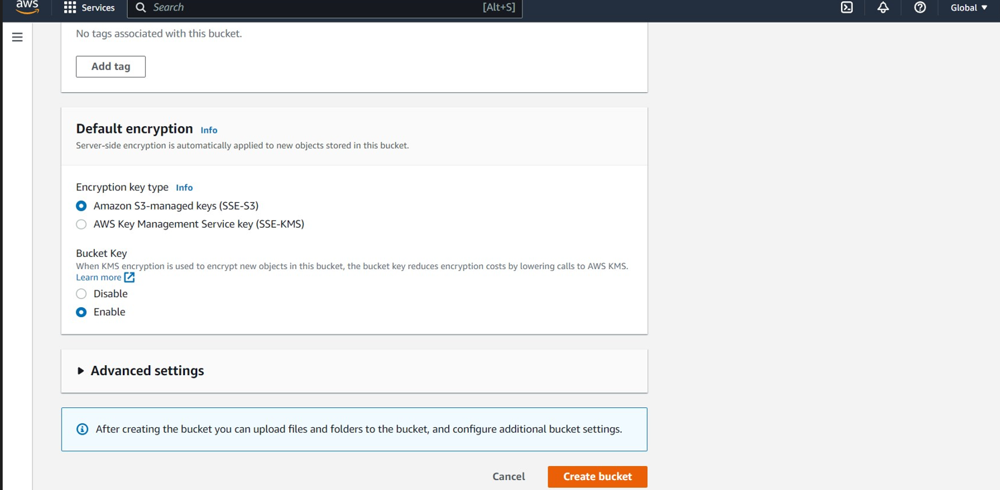 aws
Services
Search
[Alt+S]
Global
No tags associated with this bucket.
Add tag
Default encryption Info
Server-side encryption is automatically applied to new objects stored in this bucket.
Encryption key type Info
Amazon S3-managed keys (SSE-S3)
AWS Key Management Service key (SSE-KMS)
Bucket Key
When KMS encryption is used to encrypt new objects in this bucket, the bucket key reduces encryption costs by lowering calls to AWS KMS.
Learn more
Disable
Enable
Advanced settings
After creating the bucket you can upload files and folders to the bucket, and configure additional bucket settings.
Cancel
Create bucket